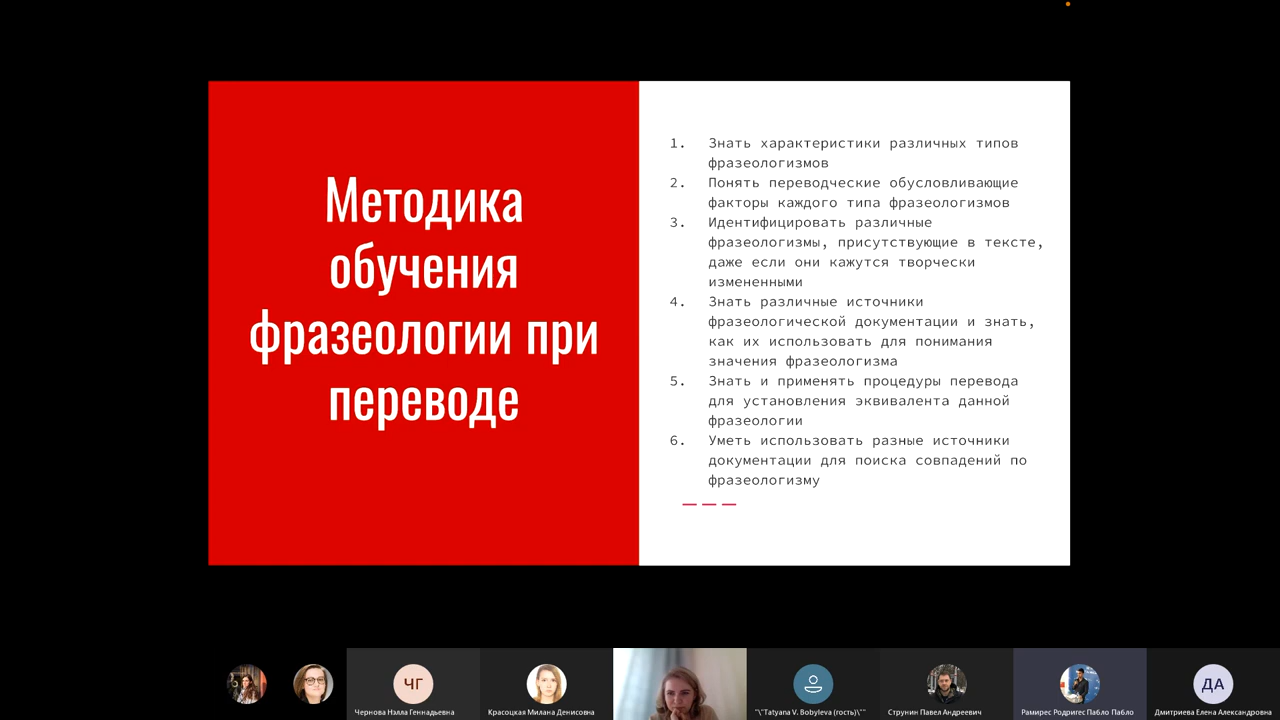 Методика
обучения
фразеологии при
переводе
1. Знать характеристики различных типов
фразеологизмов
2. Понять переводческие обусловливающие
факторы каждого типа фразеологизмов
3. Идентифицировать различные
фразеологизмы, присутствующие в тексте,
даже если они кажутся творчески
измененными
4. Знать различные источники
фразеологической документации и знать,
как их использовать для понимания
значения фразеологизма
5. Знать и применять процедуры перевода
для установления эквивалента данной
фразеологии
6. Уметь использовать разные источники
документации для поиска совпадений по
фразеологизму
ЧГ
ДА
Чернова Нэлла Геннадьевна
Красоцкая Милана Денисовна
"\"Tatyana V. Bobyleva (гость)\""
Струнин Павел Андреевич
Рамирес Родригес Пабло Пабло
Дмитриева Елена Александровна